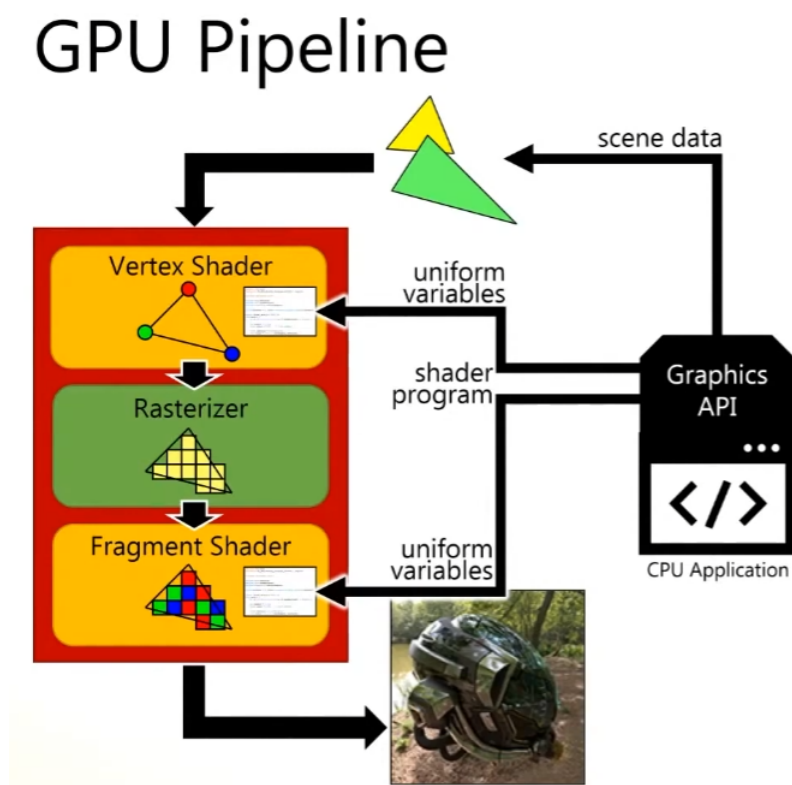 GPU Pipeline
scene data
Vertex Shader
uniform
variables
shader
program
Graphics
API
</>
CPU Application
Rasterizer
Fragment Shader
uniform
variables